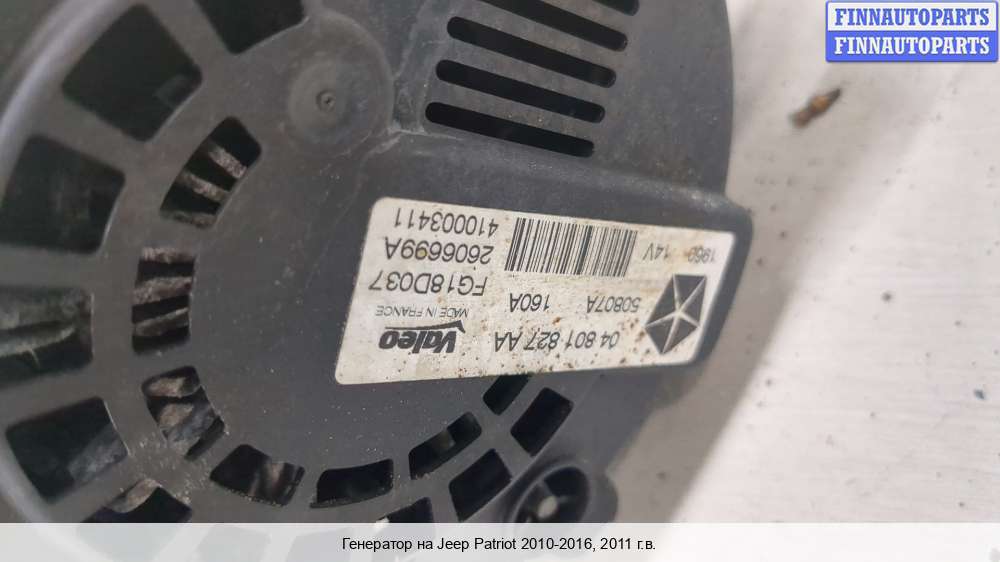 FINNAUTOPARTS
FINNAUTOPARTS
04 801 827 AA
Valeo
MADE IN FRANCE
50807A 160A FG18D037
2606699A
1960 14V
410003411
Генератор на Jeep Patriot 2010-2016, 2011 г.в.